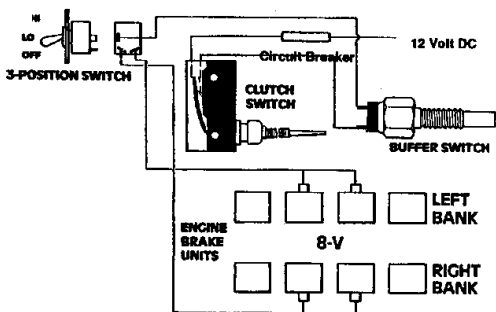 HI
LO
OFF
3-POSITION SWITCH
Circuit Breaker
12 Volt DC
CLUTCH
SWITCH
BUFFER SWITCH
ENGINE
BRAKE
UNITS
8-V
LEFT
BANK
RIGHT
BANK